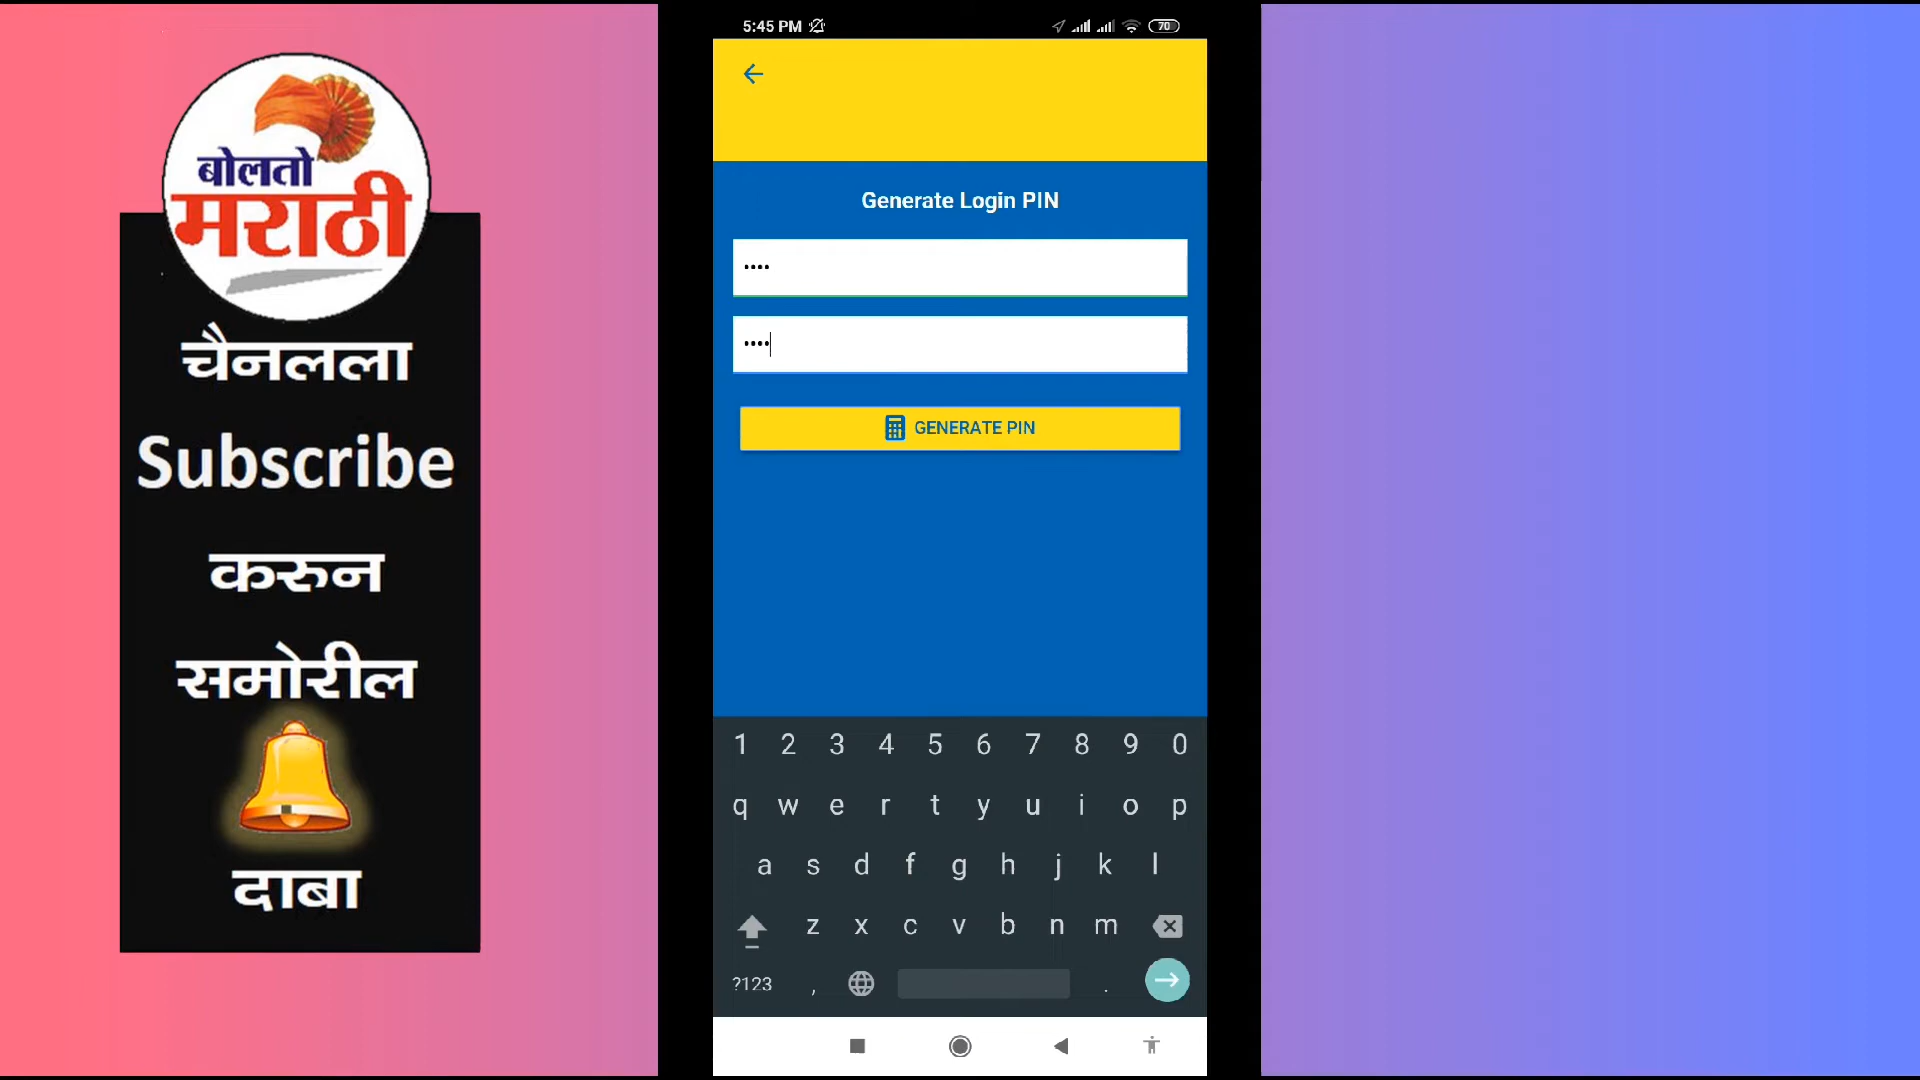 बोलतो
मराठी
चैनलला
Subscribe
करुन
समोरील
दाबा
5:45 PM
70
Generate Login PIN
••••
••••
GENERATE PIN
1 2 3 4 5 6 7 8 9 0
q w e r t y u i o p
a s d f g h j k l
z x c v b n m
?123 , .